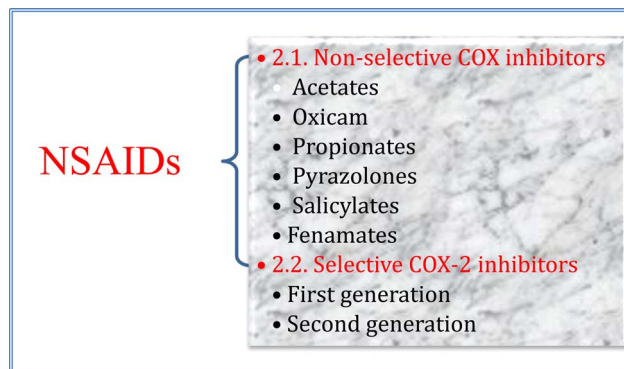 NSAIDs
• 2.1. Non-selective COX inhibitors
• Acetates
• Oxicam
• Propionates
• Pyrazolones
• Salicylates
• Fenamates
• 2.2. Selective COX-2 inhibitors
• First generation
• Second generation